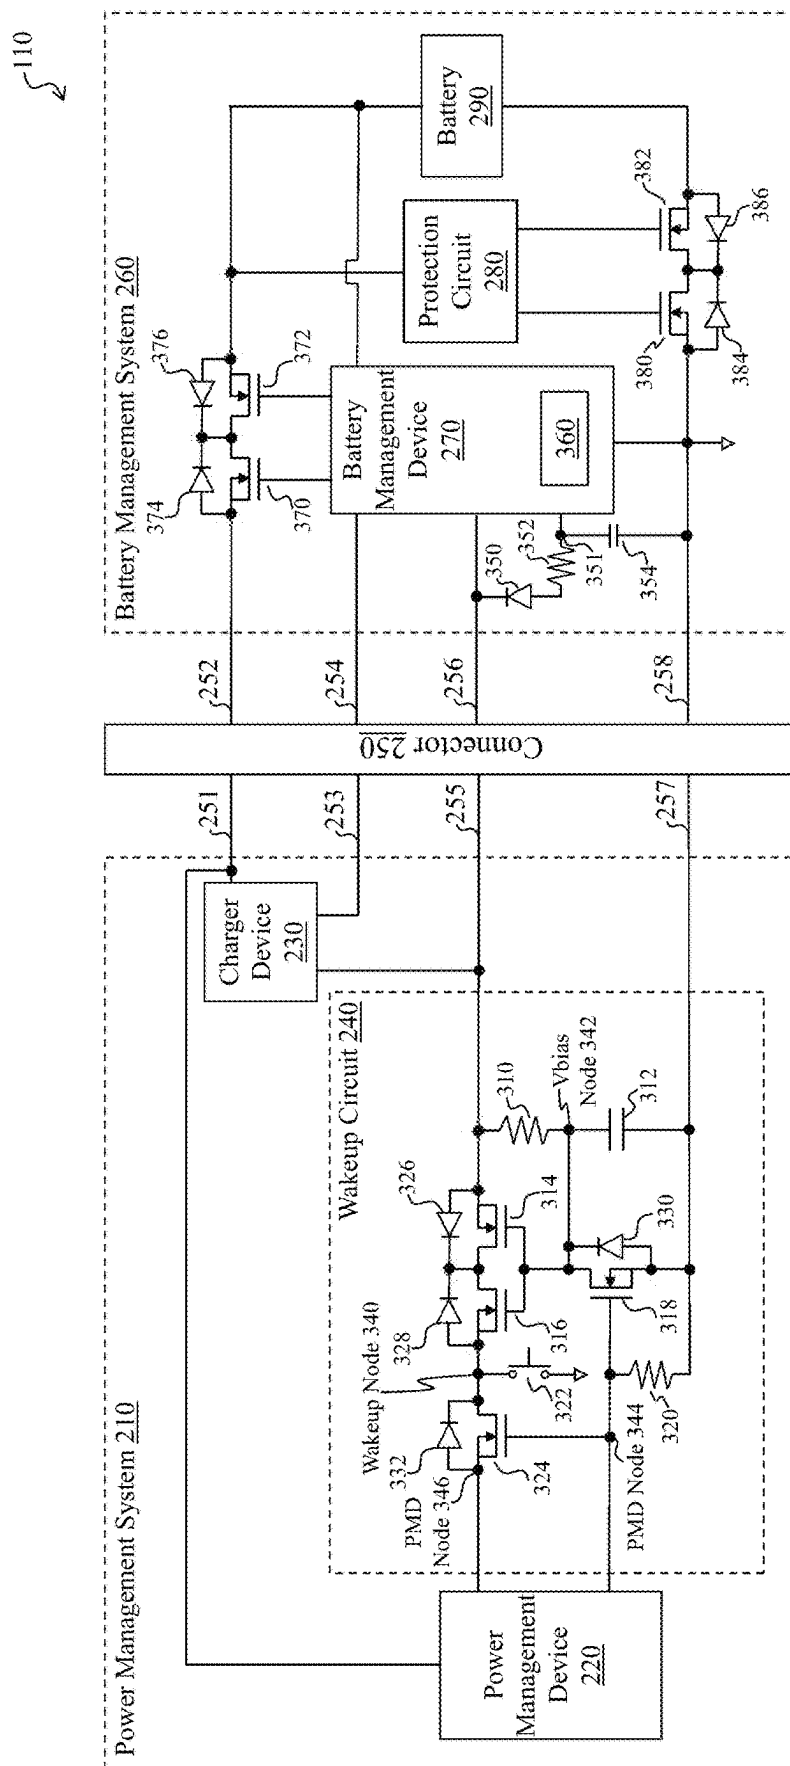 110
Battery Management System 260
376
374
372
370
Battery
290
Protection
Circuit
280
382
386
380
384
Battery
Management
Device
270
360
350
352
351
354
252
254
256
258
Connector 250
251
253
255
257
Power Management System 210
Charger
Device
230
Wakeup Circuit 240
326
328
314
316
310
Vbias
Node 342
312
330
318
Wakeup Node 340
332
322
320
324
PMD
Node 346
PMD Node 344
Power
Management
Device
220